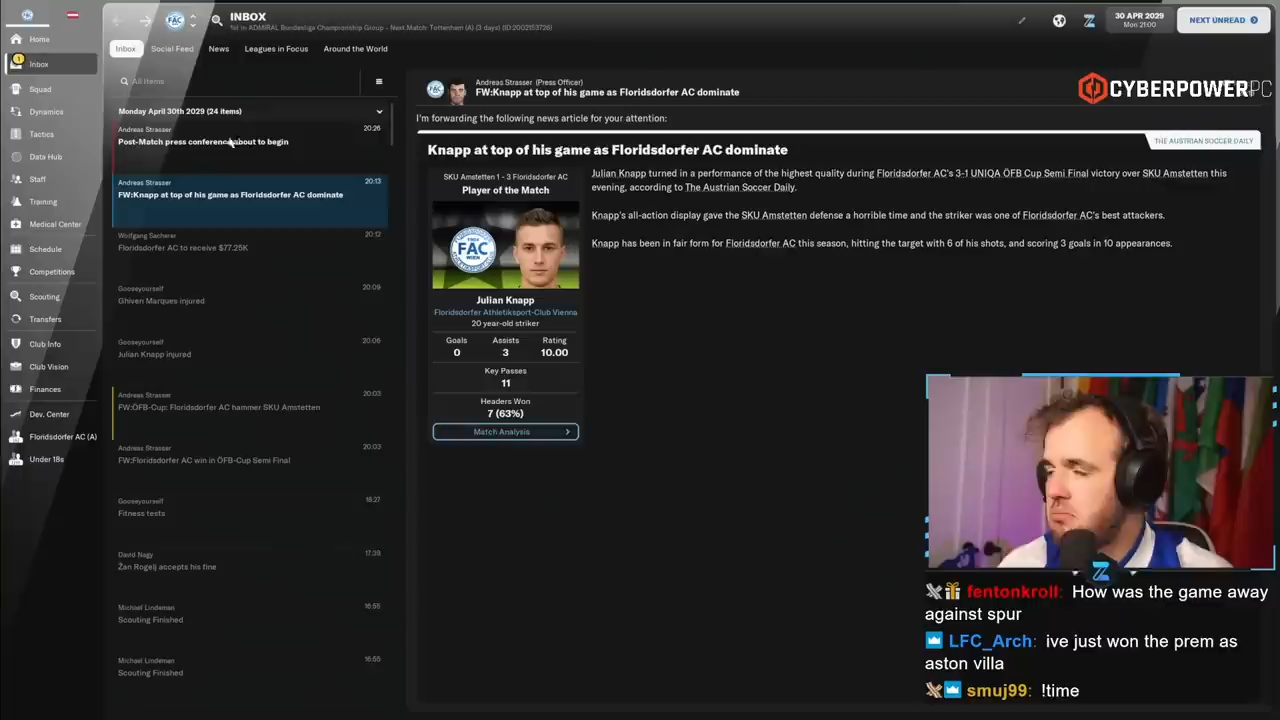 INBOX
1st in ADMIRAL Bundesliga Championship Group - Next Match: Tottenham (A) (3 days) (ID:2002153726)
30 APR 2029
Mon 21:00
NEXT UNREAD
Home
Inbox
Squad
Dynamics
Tactics
Data Hub
Staff
Training
Medical Center
Schedule
Competitions
Scouting
Transfers
Club Info
Club Vision
Finances
Dev. Center
Floridsdorfer AC (A)
Under 18s
Inbox
Social Feed
News
Leagues in Focus
Around the World
All Items
Monday April 30th 2029 (24 items)
Andreas Strasser
20:26
Post-Match press conference about to begin
Andreas Strasser
20:13
FW:Knapp at top of his game as Floridsdorfer AC dominate
Wolfgang Sacherer
20:12
Floridsdorfer AC to receive $77.25K
Gooseyourself
20:09
Ghiven Marques injured
Gooseyourself
20:06
Julian Knapp injured
Andreas Strasser
20:03
FW:ÖFB-Cup: Floridsdorfer AC hammer SKU Amstetten
Andreas Strasser
20:03
FW:Floridsdorfer AC win in ÖFB-Cup Semi Final
Gooseyourself
18:27
Fitness tests
David Nagy
17:39
Žan Rogelj accepts his fine
Michael Lindeman
16:55
Scouting Finished
Michael Lindeman
16:55
Scouting Finished
Andreas Strasser (Press Officer)
FW:Knapp at top of his game as Floridsdorfer AC dominate
CYBERPOWERPC
I'm forwarding the following news article for your attention:
THE AUSTRIAN SOCCER DAILY
Knapp at top of his game as Floridsdorfer AC dominate
SKU Amstetten 1 - 3 Floridsdorfer AC
Player of the Match
FAC
WIEN
Julian Knapp
Floridsdorfer Athletiksport-Club Vienna
20 year-old striker
Goals
Assists
Rating
0
3
10.00
Key Passes
11
Headers Won
7 (63%)
Match Analysis
Julian Knapp turned in a performance of the highest quality during Floridsdorfer AC's 3-1 UNIQA ÖFB Cup Semi Final victory over SKU Amstetten this
evening, according to The Austrian Soccer Daily.
Knapp's all-action display gave the SKU Amstetten defense a horrible time and the striker was one of Floridsdorfer AC's best attackers.
Knapp has been in fair form for Floridsdorfer AC this season, hitting the target with 6 of his shots, and scoring 3 goals in 10 appearances.
fentonkroll: How was the game away
against spur
LFC_Arch: ive just won the prem as
aston villa
smuj99: !time